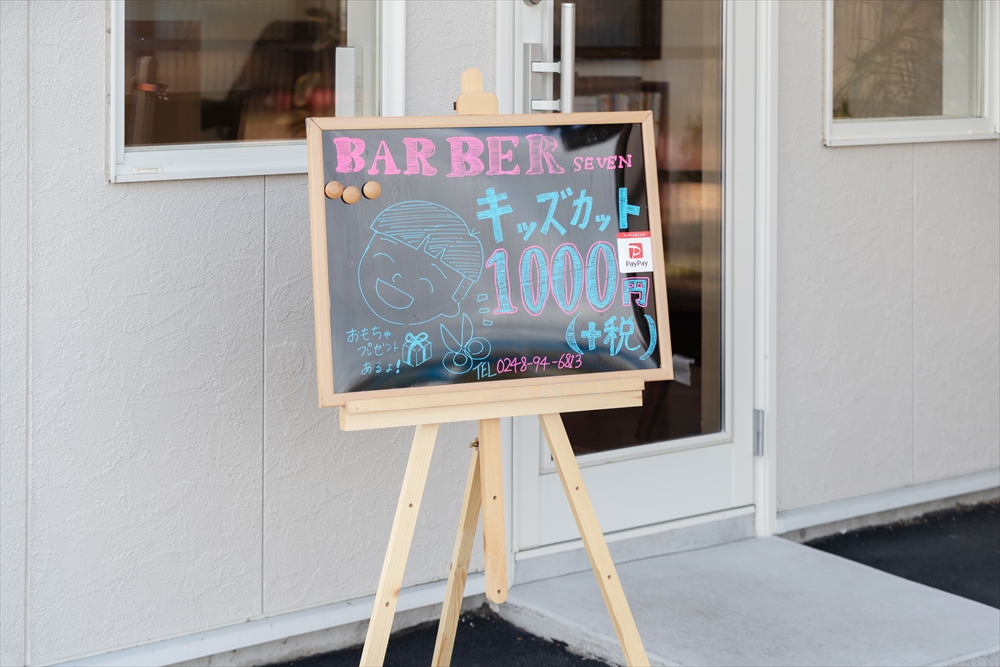 BARBER SEVEN
キッズカット
1000円
PayPay
(+税)
おもちゃ
プレゼント
あるよ!
TEL 0248-94-6813